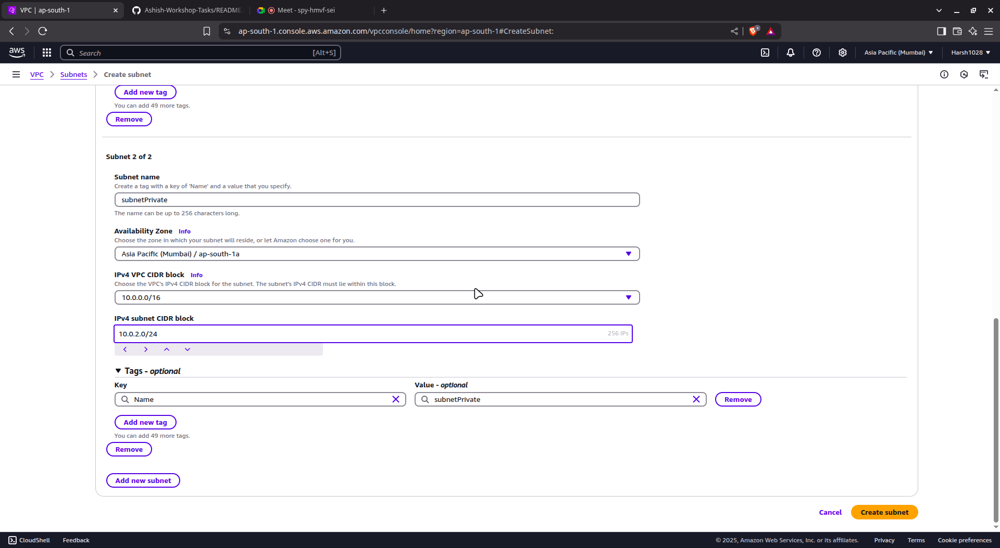 VPC | ap-south-1
Ashish-Workshop-Tasks/README.
Meet - spy-hmvf-sei
ap-south-1.console.aws.amazon.com/vpcconsole/home?region=ap-south-1#CreateSubnet:
aws
Search
[Alt+S]
Asia Pacific (Mumbai)
Harsh1028
VPC
Subnets
Create subnet
Add new tag
You can add 49 more tags.
Remove
Subnet 2 of 2
Subnet name
Create a tag with a key of 'Name' and a value that you specify.
subnetPrivate
The name can be up to 256 characters long.
Availability Zone Info
Choose the zone in which your subnet will reside, or let Amazon choose one for you.
Asia Pacific (Mumbai) / ap-south-1a
IPv4 VPC CIDR block Info
Choose the VPC's IPv4 CIDR block for the subnet. The subnet's IPv4 CIDR must lie within this block.
10.0.0.0/16
IPv4 subnet CIDR block
10.0.2.0/24
256 IPs
Tags - optional
Key
Value - optional
Name
subnetPrivate
Remove
Add new tag
You can add 49 more tags.
Remove
Add new subnet
Cancel
Create subnet
CloudShell
Feedback
© 2025, Amazon Web Services, Inc. or its affiliates.
Privacy
Terms
Cookie preferences